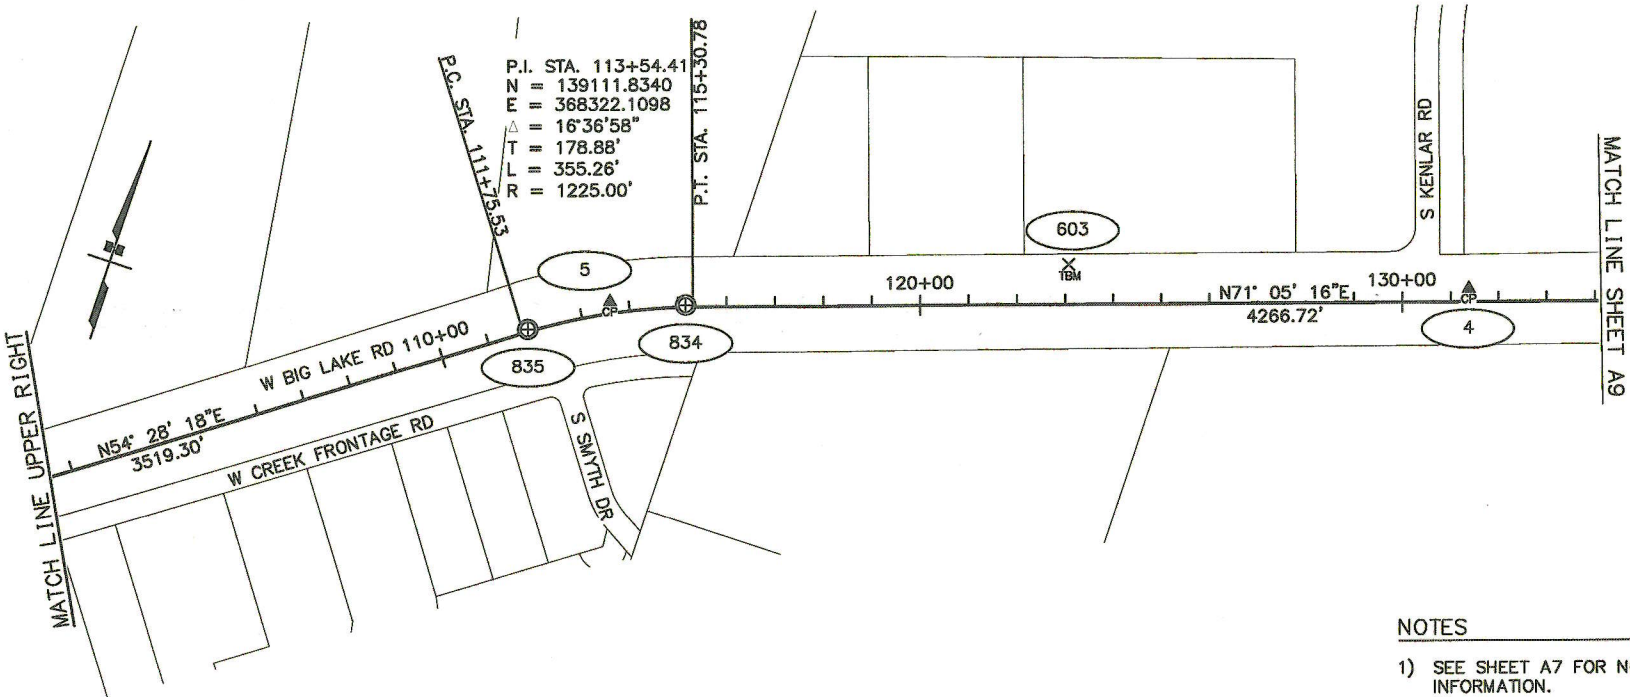 P.C. STA. 111+75.53
P.I. STA. 113+54.41
N = 139111.8340
E = 368322.1098
△ = 16°36'58"
T = 178.88'
L = 355.26'
R = 1225.00'
P.T. STA. 115+30.78
S KENLAR RD
MATCH LINE SHEET A9
603
TBM
5
CP
120+00
N71° 05' 16"E
4266.72'
130+00
CP
4
834
835
W BIG LAKE RD 110+00
N54° 28' 18"E
3519.30'
W CREEK FRONTAGE RD
S SMYTH DR
MATCH LINE UPPER RIGHT
NOTES
1) SEE SHEET A7 FOR
INFORMATION.